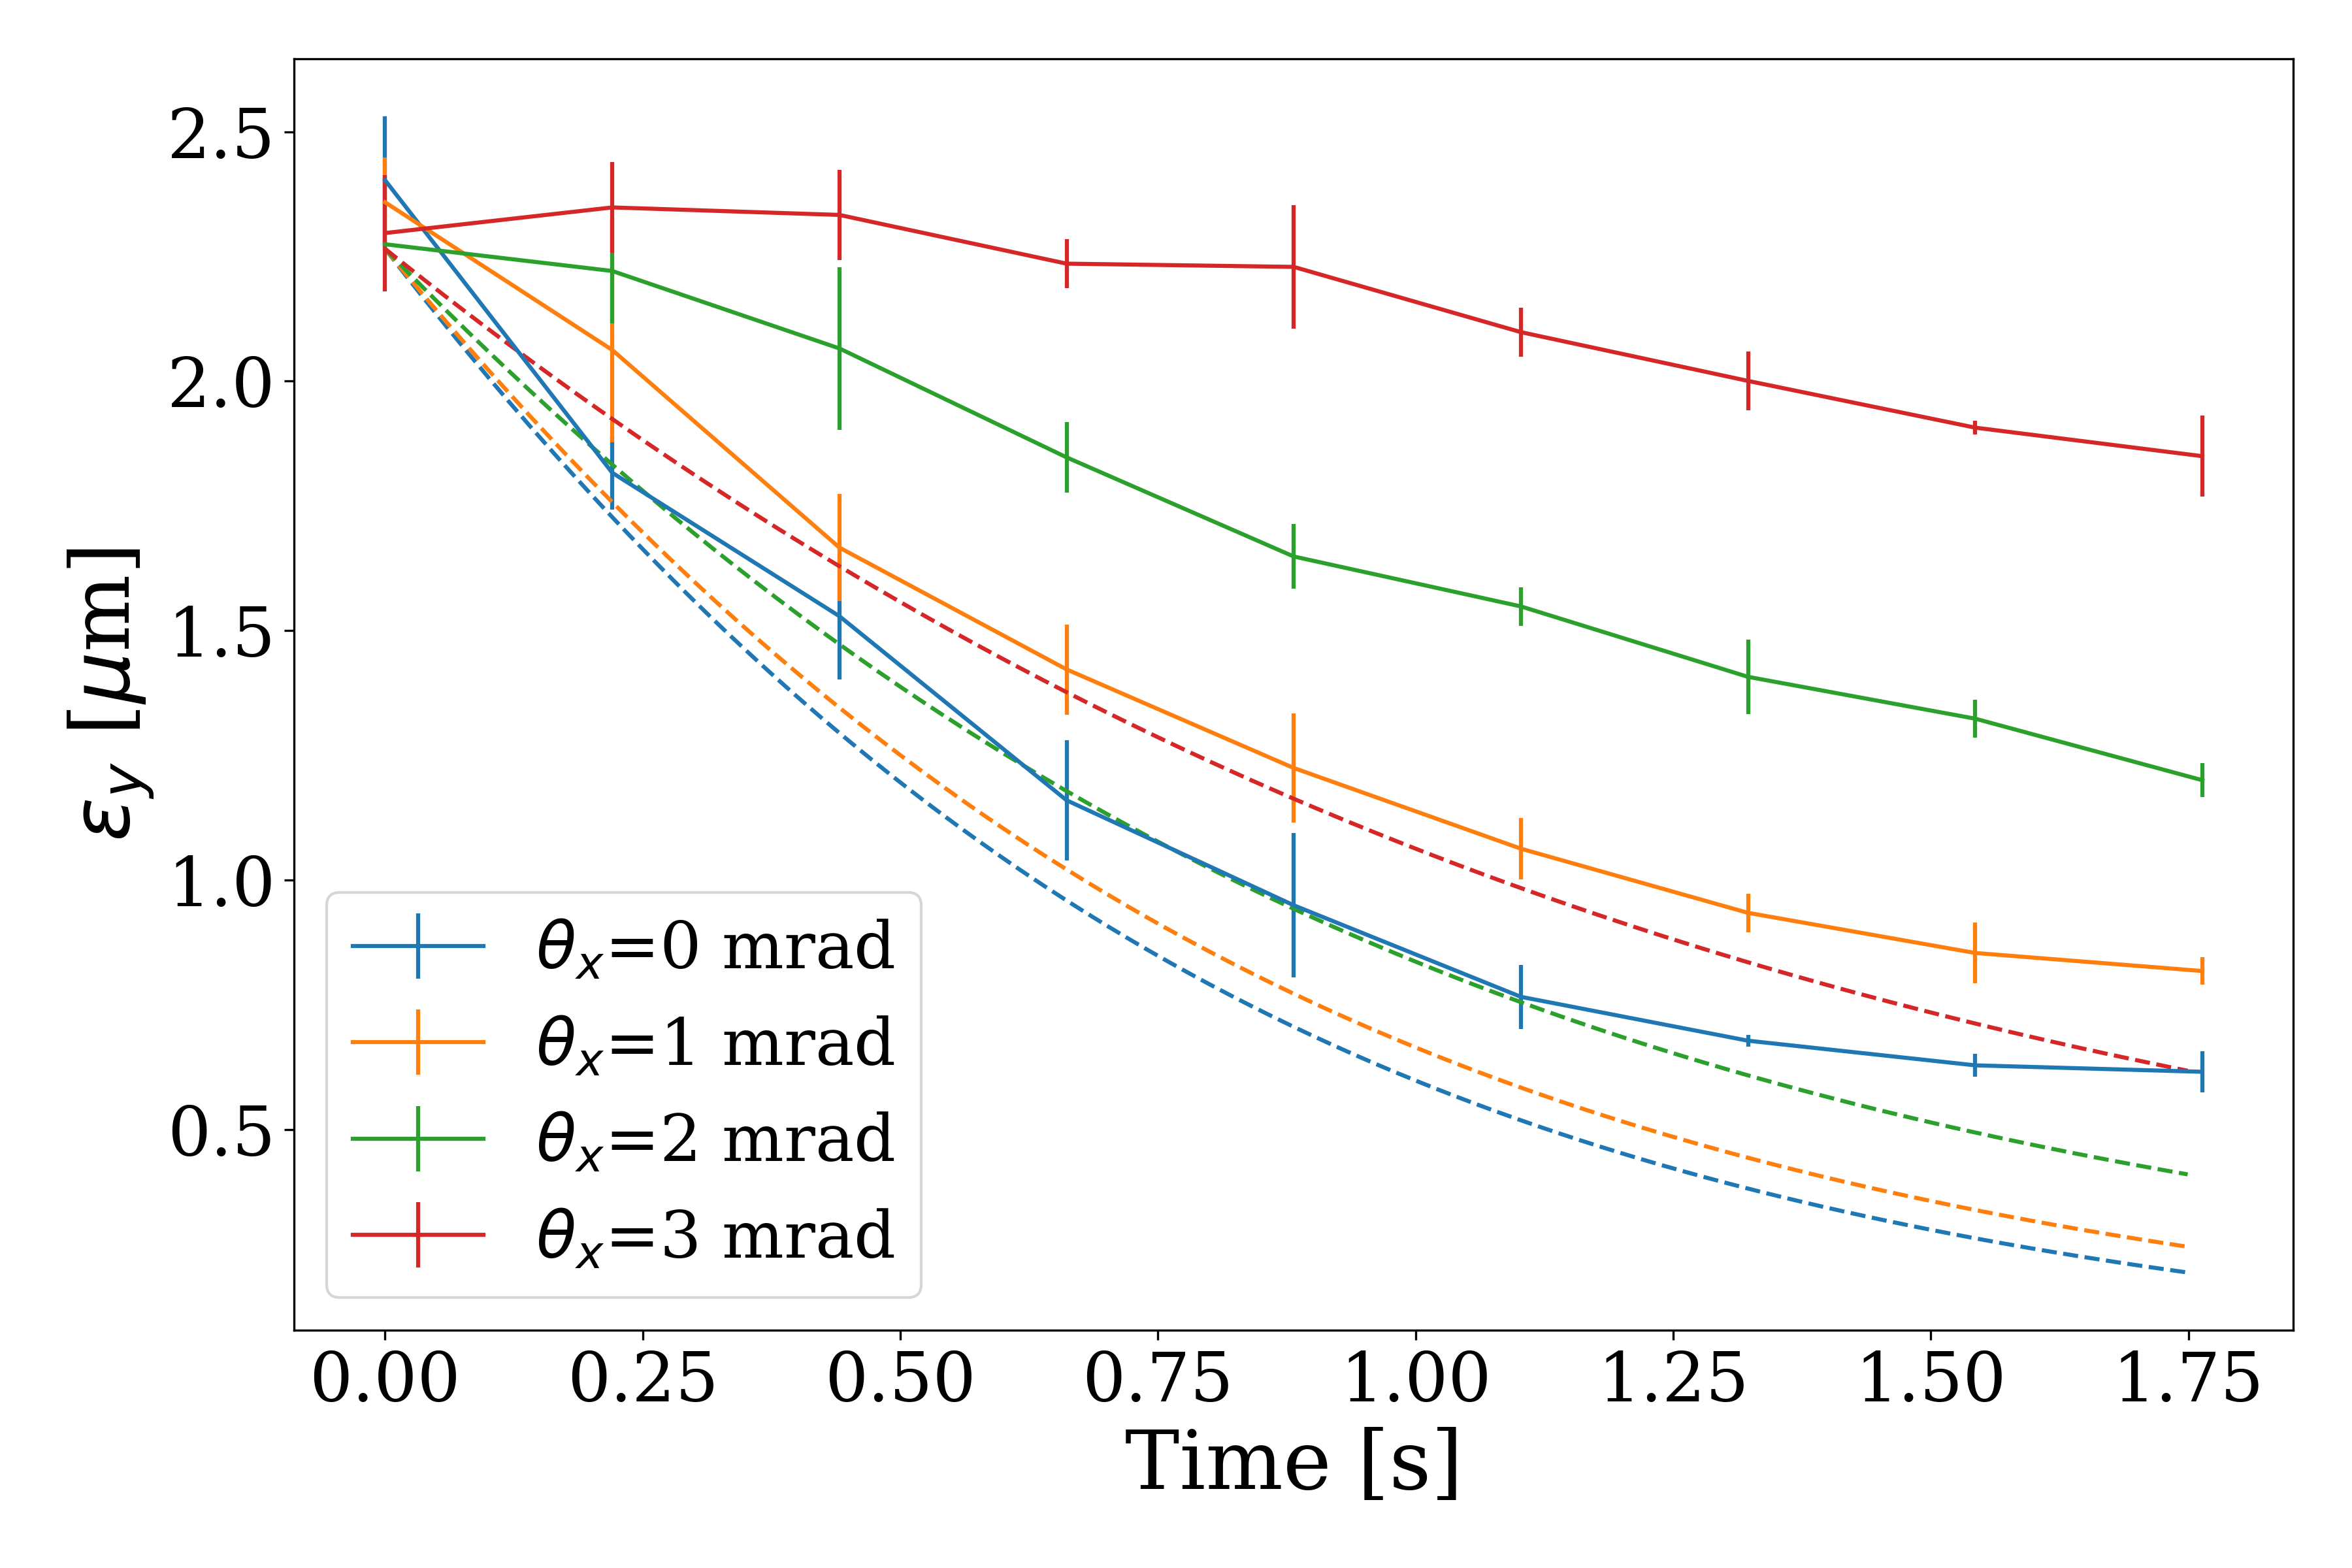 2.5
2.0
1.5
1.0
0.5
εy [μm]
θx=0 mrad
θx=1 mrad
θx=2 mrad
θx=3 mrad
0.00 0.25 0.50 0.75 1.00 1.25 1.50 1.75
Time [s]